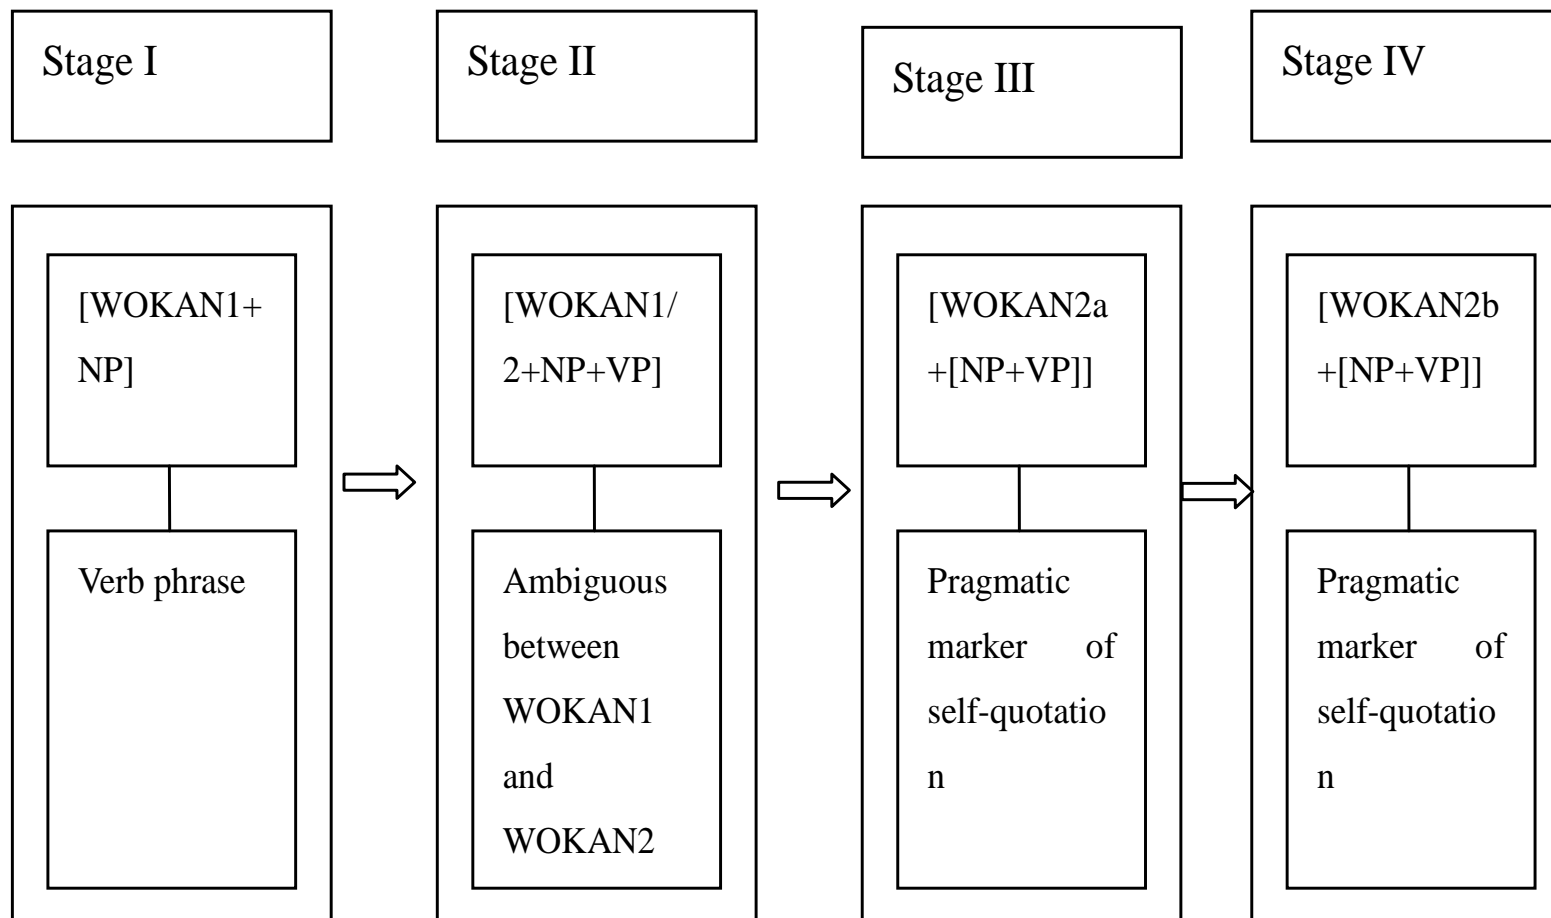 Stage I
Stage II
Stage III
Stage IV
[WOKAN1+
NP]
[WOKAN1/
2+NP+VP]
[WOKAN2a
+[NP+VP]]
[WOKAN2b
+[NP+VP]]
Verb phrase
Ambiguous
between
WOKAN1
and
WOKAN2
Pragmatic
marker of
self-quotatio
n
Pragmatic
marker of
self-quotatio
n